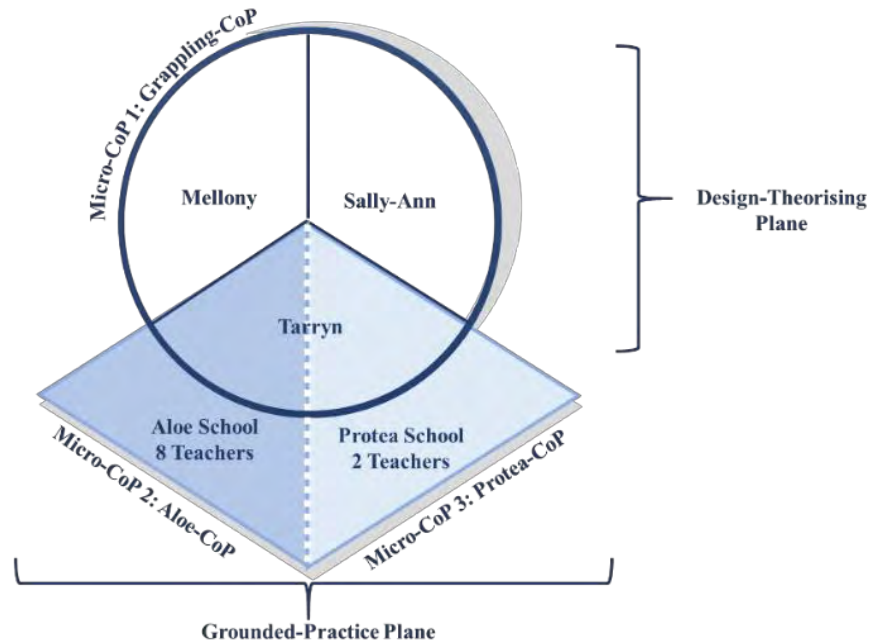 Micro-CoP 1: Grappling-CoP
Mellony
Sally-Ann
Design-Theorising
Plane
Tarryn
Aloe School
8 Teachers
Protea School
2 Teachers
Micro-CoP 2: Aloe-CoP
Micro-CoP 3: Protea-CoP
Grounded-Practice Plane